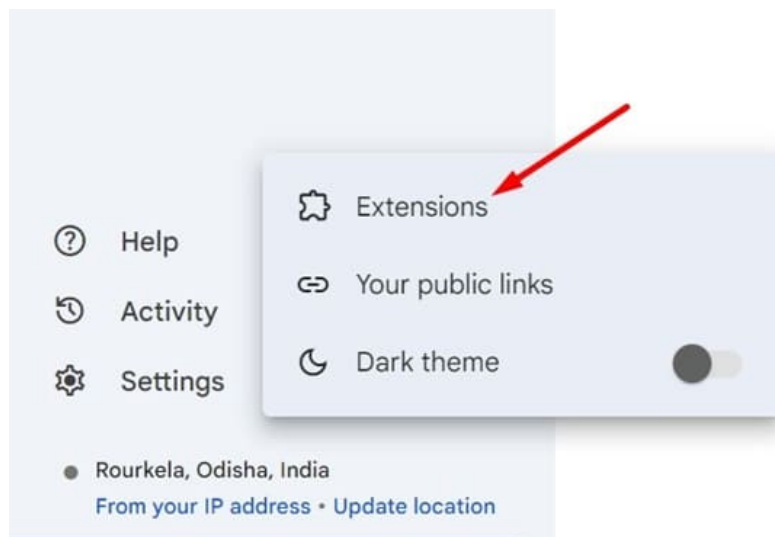 Extensions
Your public links
Dark theme
Help
Activity
Settings
Rourkela, Odisha, India
From your IP address • Update location